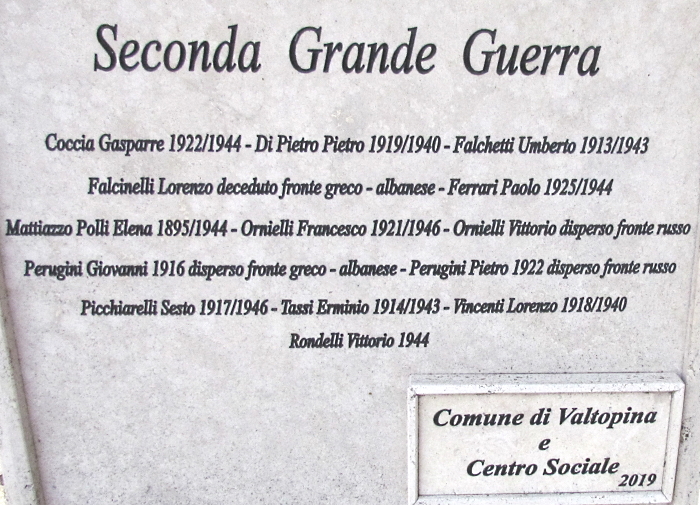 Seconda Grande Guerra
Coccia Gasparre 1922/1944 - Di Pietro Pietro 1919/1940 - Falchetti Umberto 1913/1943
Falcinelli Lorenzo deceduto fronte greco - albanese - Ferrari Paolo 1925/1944
Mattiazzo Polli Elena 1895/1944 - Ornielli Francesco 1921/1946 - Ornielli Vittorio disperso fronte russo
Perugini Giovanni 1916 disperso fronte greco - albanese - Perugini Pietro 1922 disperso fronte russo
Picchiarelli Sesto 1917/1946 - Tassi Erminio 1914/1943 - Vincenti Lorenzo 1918/1940
Rondelli Vittorio 1944
Comune di Valtopina
e
Centro Sociale
2019